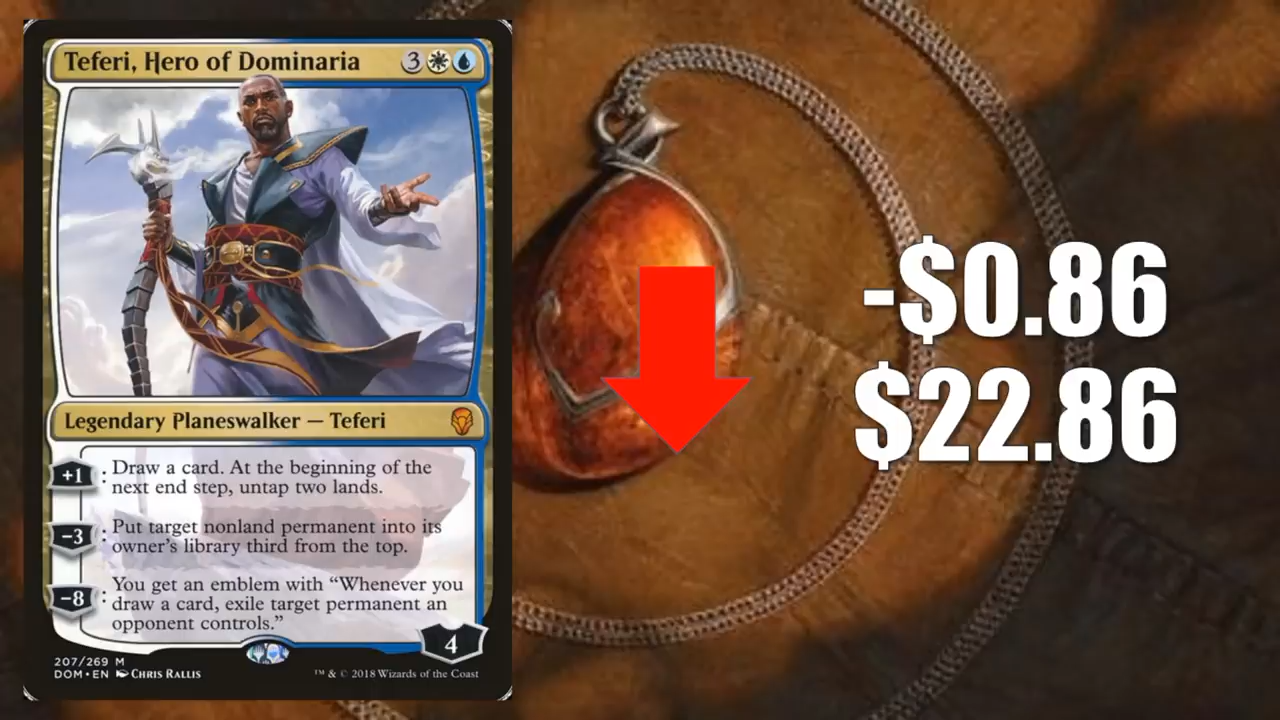 Teferi, Hero of Dominaria 3
Legendary Planeswalker — Teferi
+1 : Draw a card. At the beginning of the
next end step, untap two lands.
−3 : Put target nonland permanent into its
owner's library third from the top.
−8 : You get an emblem with “Whenever you
draw a card, exile target permanent an
opponent controls.”
4
207/269 M
DOM • EN Chris Rallis
™ & © 2018 Wizards of the Coast
-$0.86
$22.86